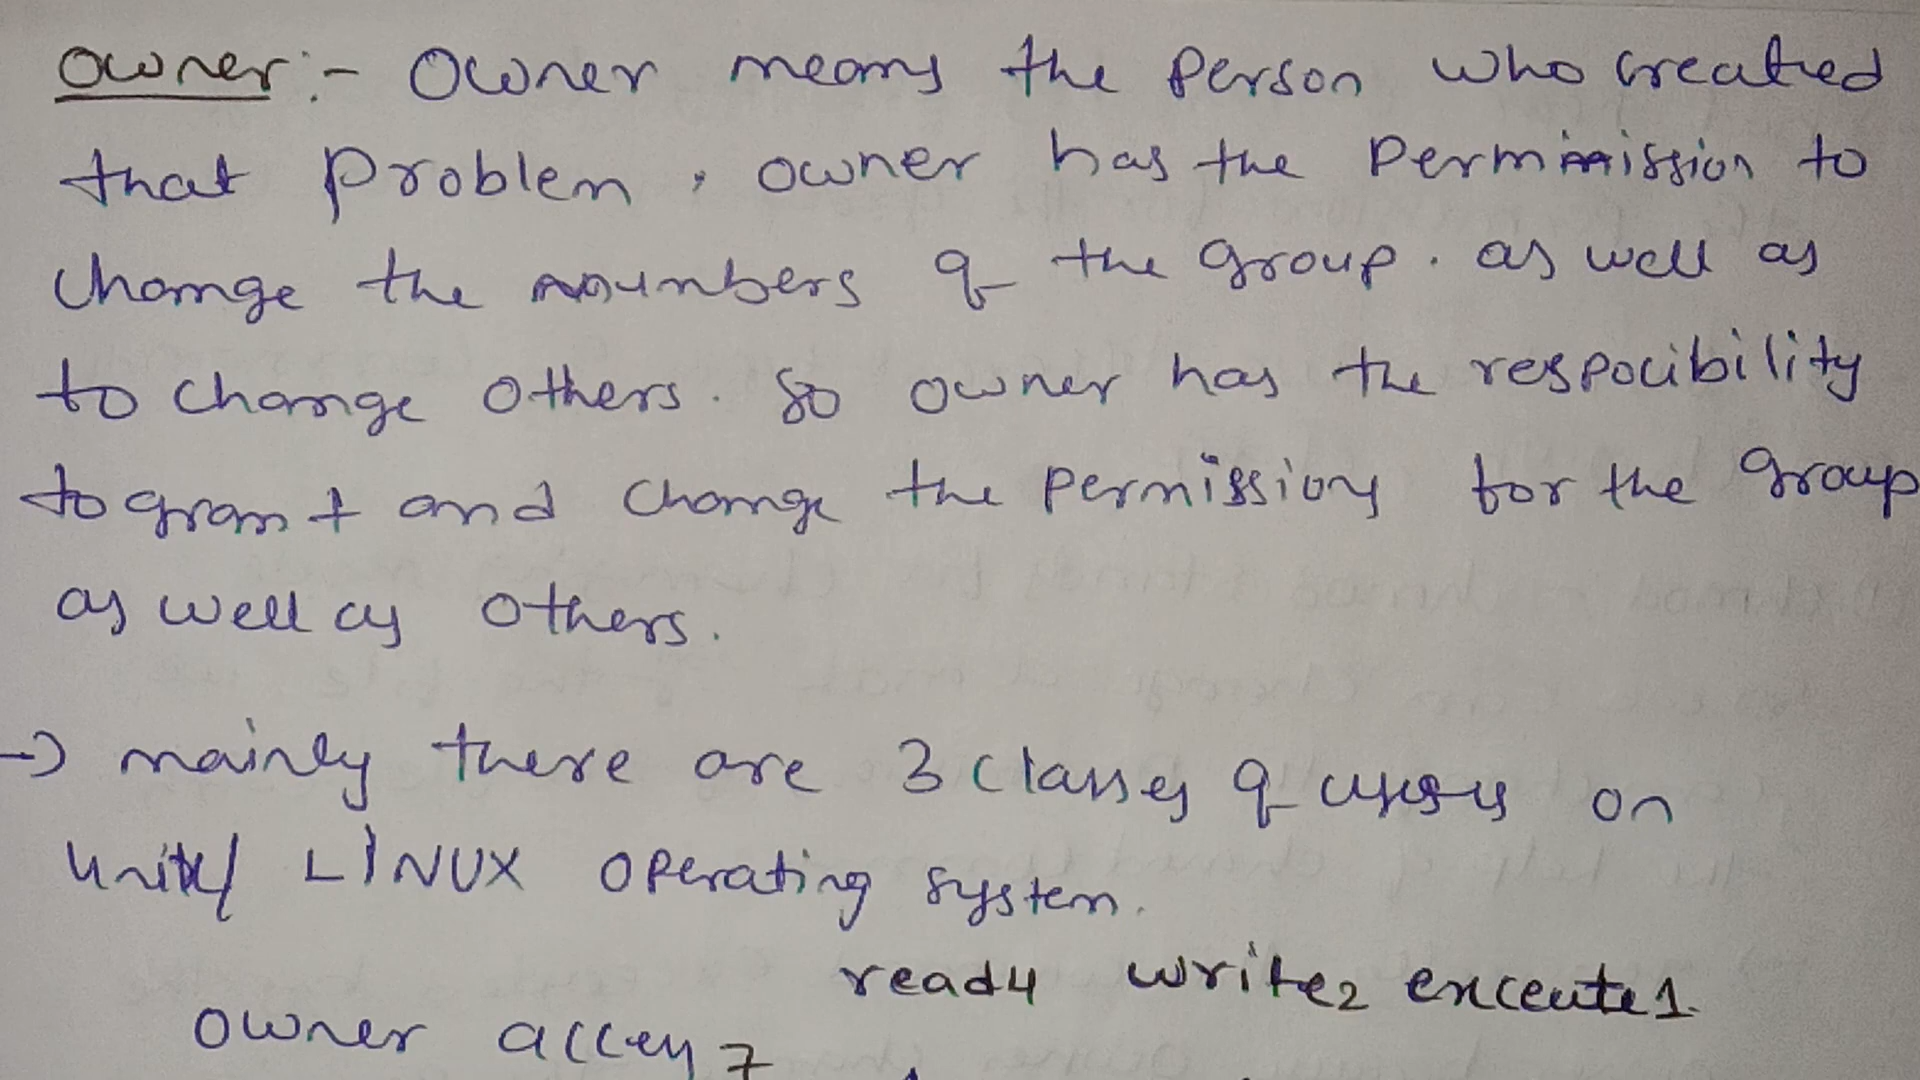 owner :- Owner means the Person who created
that Problem, owner has the Permimission to
change the numbers of the group. as well as
to change others. So owner has the respocibility
to grant and change the permissions for the group
as well as others.
-> mainly there are 3 classes of users on
Unix/ LINUX operating system.
read4 write2 exceute1.
owner access 7